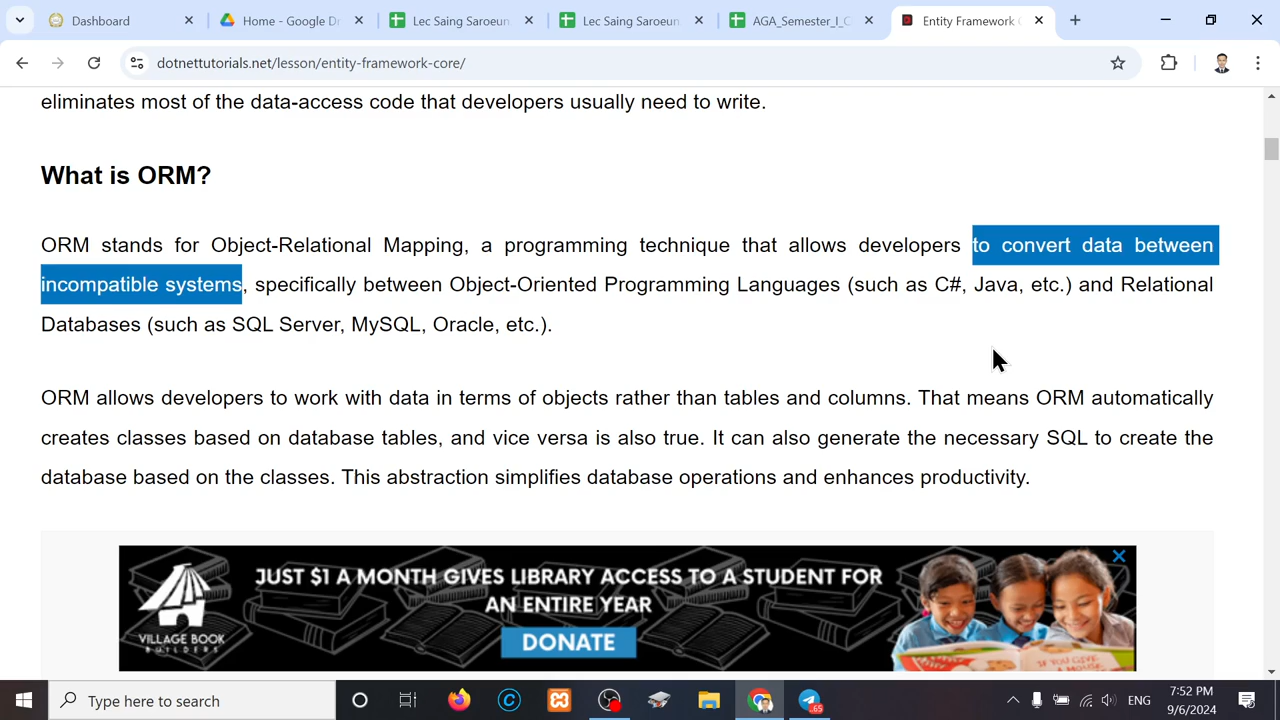 Dashboard
Home - Google Dr
Lec Saing Saroeun
Lec Saing Saroeun
AGA_Semester_I_C
Entity Framework C
dotnettutorials.net/lesson/entity-framework-core/
eliminates most of the data-access code that developers usually need to write.
What is ORM?
ORM stands for Object-Relational Mapping, a programming technique that allows developers to convert data between
incompatible systems, specifically between Object-Oriented Programming Languages (such as C#, Java, etc.) and Relational
Databases (such as SQL Server, MySQL, Oracle, etc.).
ORM allows developers to work with data in terms of objects rather than tables and columns. That means ORM automatically
creates classes based on database tables, and vice versa is also true. It can also generate the necessary SQL to create the
database based on the classes. This abstraction simplifies database operations and enhances productivity.
JUST $1 A MONTH GIVES LIBRARY ACCESS TO A STUDENT FOR
AN ENTIRE YEAR
VILLAGE BOOK
BUILDERS
DONATE
IF YOU GIVE
A MOUSE
Type here to search
65
ENG
7:52 PM
9/6/2024